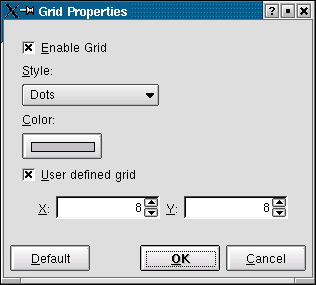 Grid Properties
Enable Grid
Style:
Dots
Color:
User defined grid
X: 8 Y: 8
Default OK Cancel